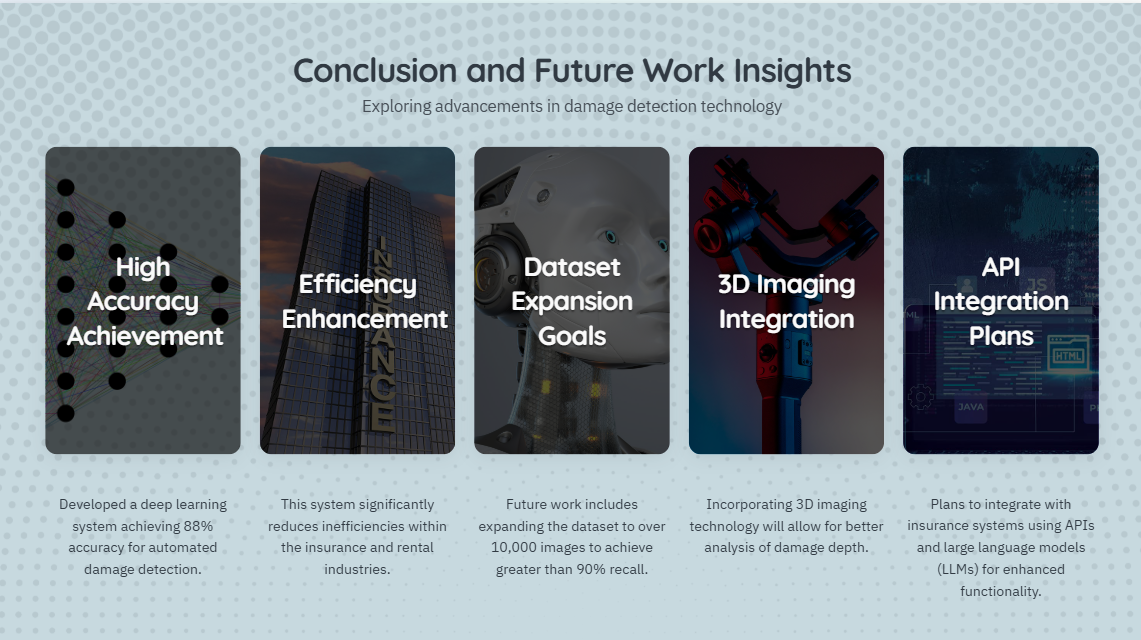 Conclusion and Future Work Insights
Exploring advancements in damage detection technology
High
Accuracy
Achievement
INSURANCE
Efficiency
Enhancement
Dataset
Expansion
Goals
3D Imaging
Integration
JS
HTML
JAVA
API
Integration
Plans
Developed a deep learning
system achieving 88%
accuracy for automated
damage detection.
This system significantly
reduces inefficiencies within
the insurance and rental
industries.
Future work includes
expanding the dataset to over
10,000 images to achieve
greater than 90% recall.
Incorporating 3D imaging
technology will allow for better
analysis of damage depth.
Plans to integrate with
insurance systems using APIs
and large language models
(LLMs) for enhanced
functionality.